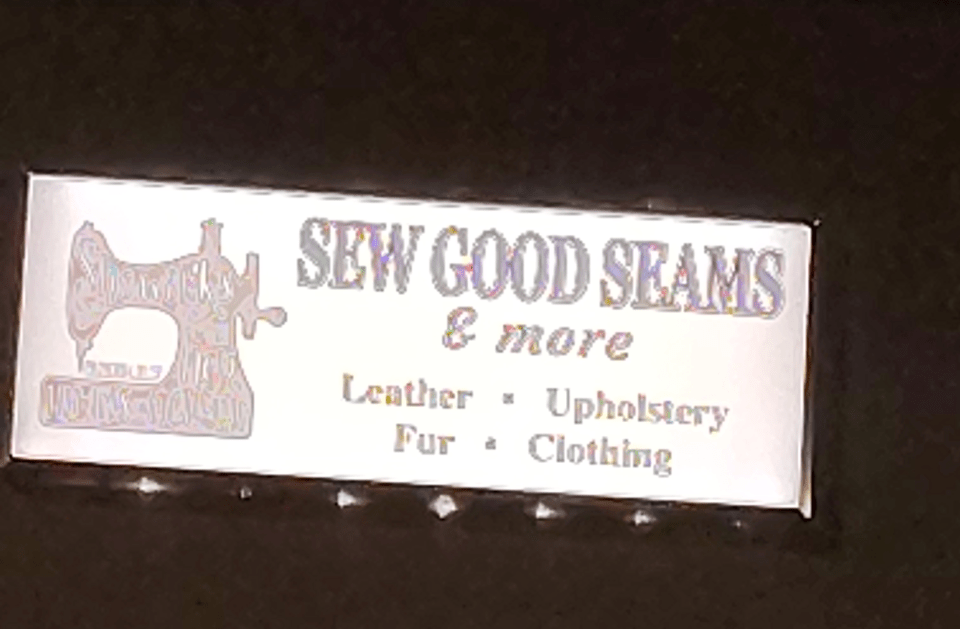 SEW GOOD SEAMS
& more
Leather • Upholstery
Fur • Clothing